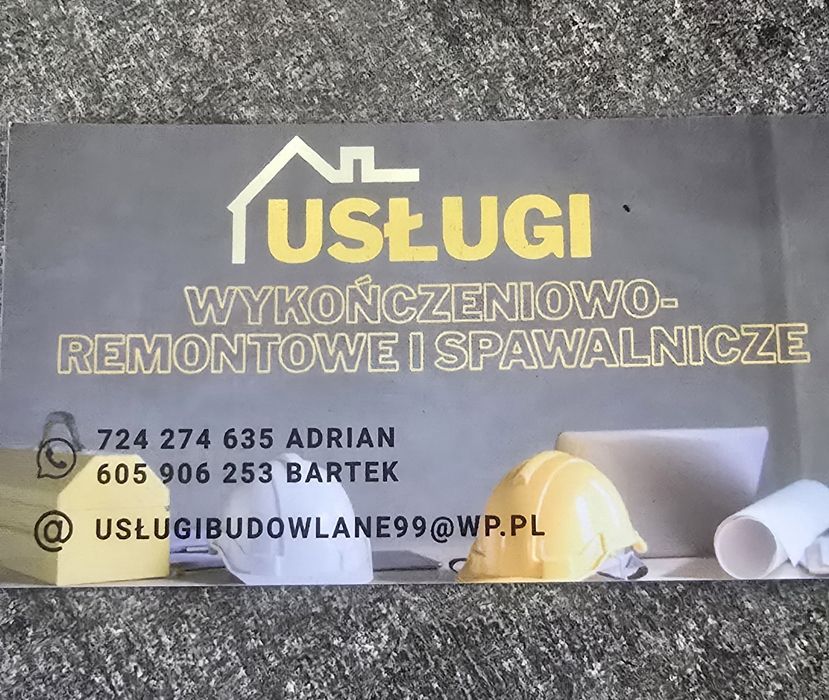 USŁUGI
WYKOŃCZENIOWO-
REMONTOWE I SPAWALNICZE
724 274 635 ADRIAN
605 906 253 BARTEK
@ USŁUGIBUDOWLANE99@WP.PL